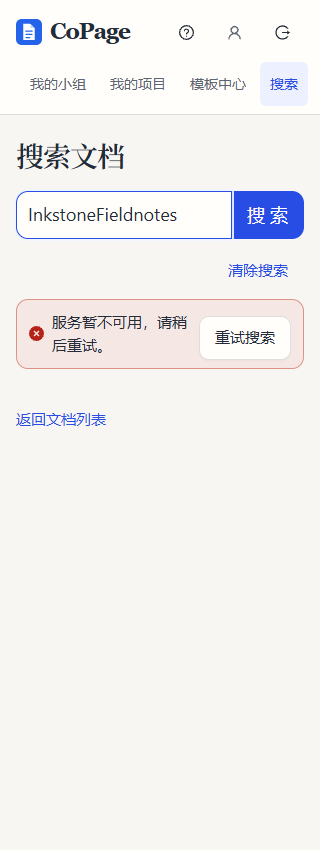 CoPage
我的小组 我的项目 模板中心 搜索
搜索文档
InkstoneFieldnotes 搜索
清除搜索
服务暂不可用，请稍
后重试。
重试搜索
返回文档列表